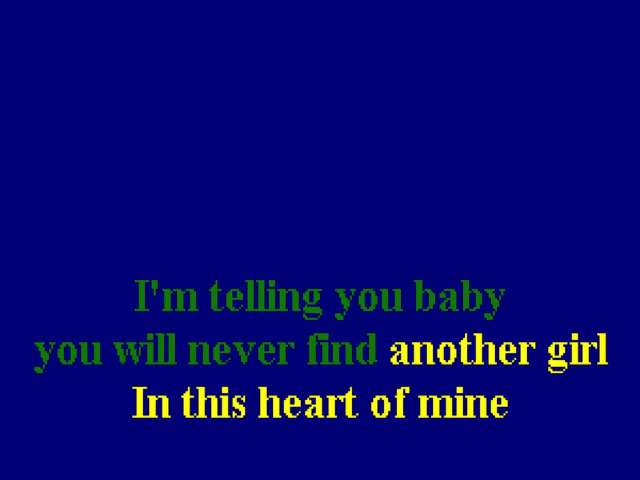 I'm telling you baby
you will never find another girl
In this heart of mine